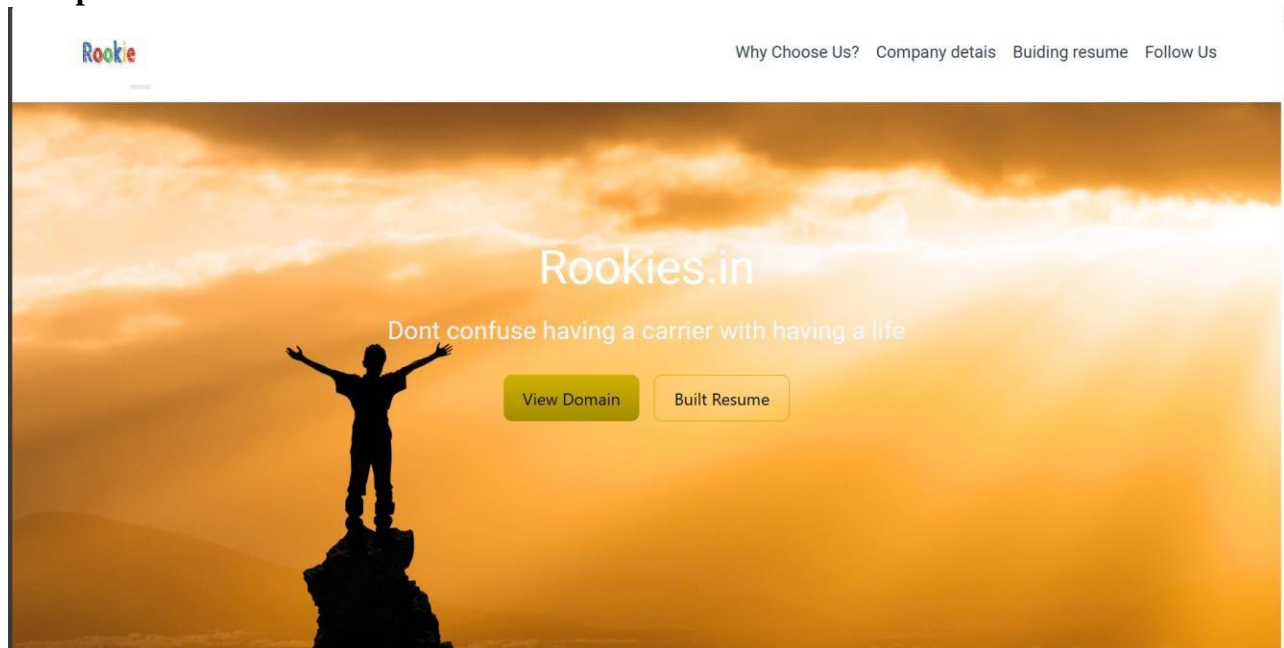 Rookie
Why Choose Us? Company detais Buiding resume Follow Us
Rookies.in
Dont confuse having a carrier with having a life
View Domain Built Resume